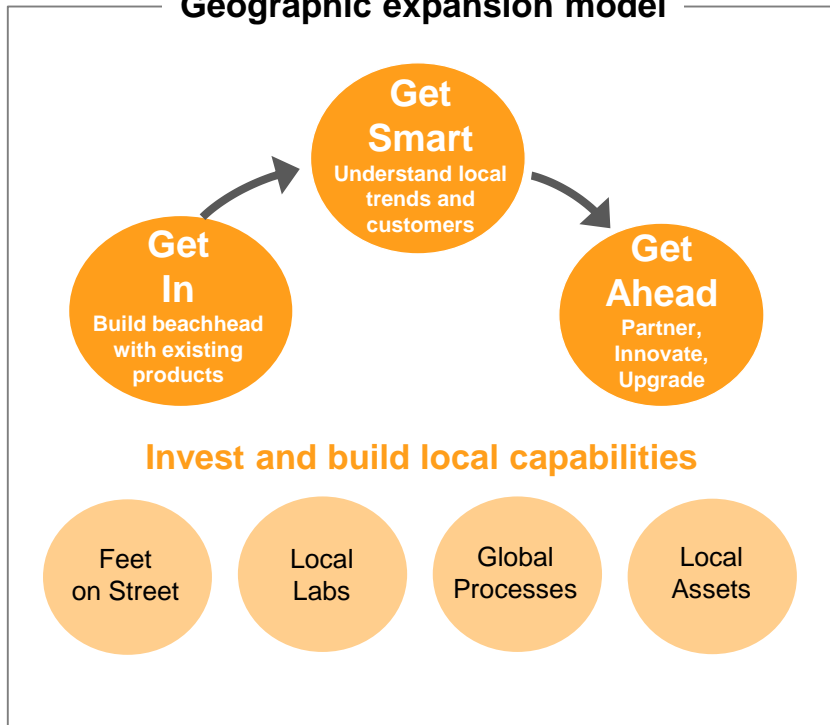 Geographic expansion model
Get
Smart
Understand local
trends and
customers
Get
In
Build beachhead
with existing
products
Get
Ahead
Partner,
Innovate,
Upgrade
Invest and build local capabilities
Feet
on Street
Local
Labs
Global
Processes
Local
Assets